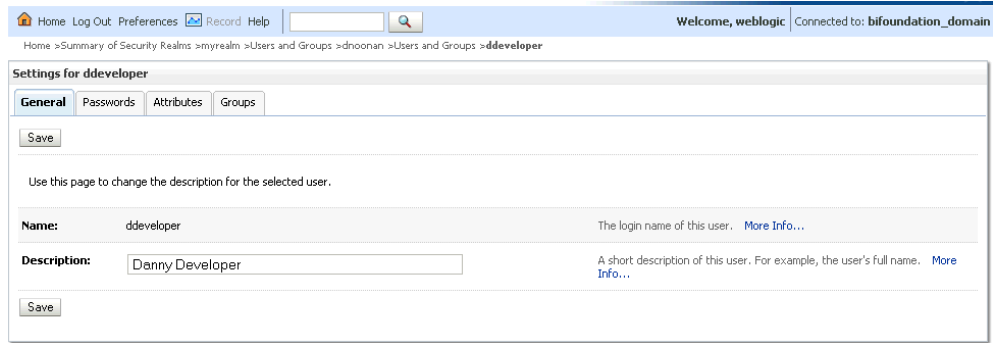 Home Log Out Preferences Record Help Welcome, weblogic Connected to: bifoundation_domain
Home >Summary of Security Realms >myrealm >Users and Groups >dnoonan >Users and Groups >ddeveloper
Settings for ddeveloper
General Passwords Attributes Groups
Save
Use this page to change the description for the selected user.
Name: ddeveloper The login name of this user. More Info...
Description: Danny Developer A short description of this user. For example, the user's full name. More
Info...
Save